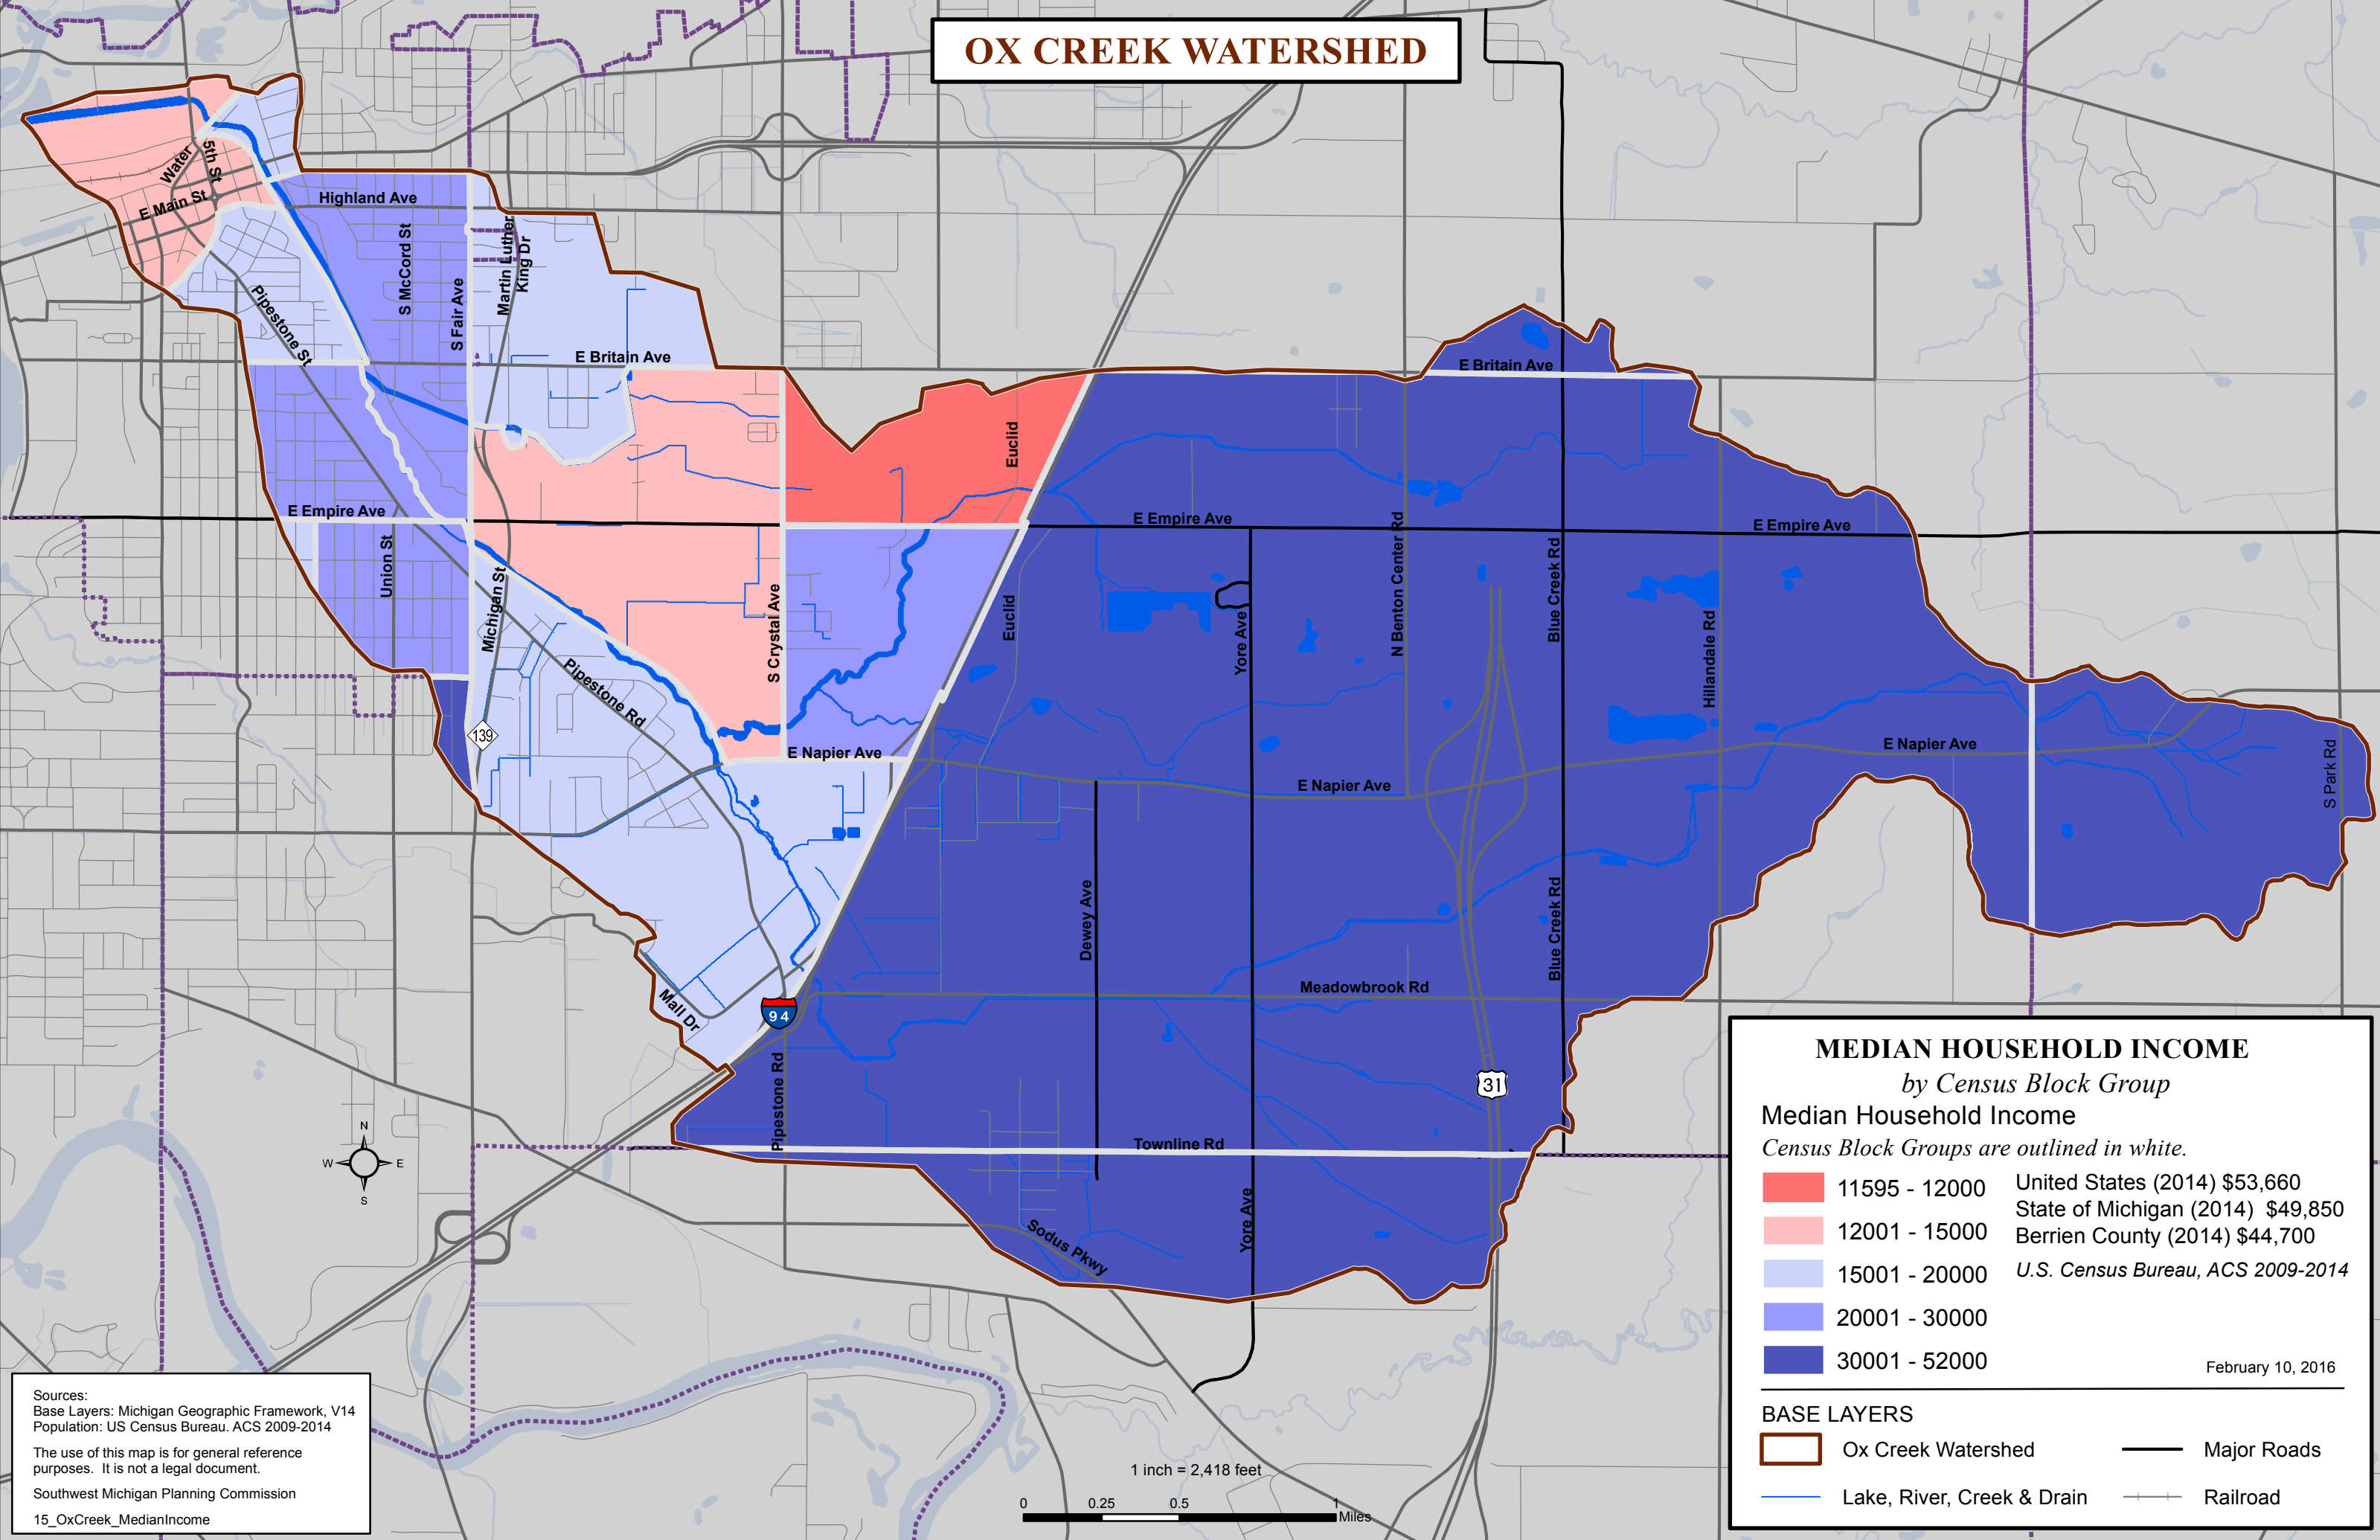 OX CREEK WATERSHED
Water
5th St
E Main St
Highland Ave
S McCord St
S Fair Ave
Martin Luther
King Dr
Pipestone St
E Britain Ave
E Britain Ave
Euclid
E Empire Ave
E Empire Ave
E Empire Ave
Union St
Michigan St
S Crystal Ave
Euclid
Yore Ave
N Benton Center Rd
Blue Creek Rd
Hillandale Rd
Pipestone Rd
139
E Napier Ave
E Napier Ave
E Napier Ave
S Park Rd
Dewey Ave
Blue Creek Rd
Meadowbrook Rd
Mall Dr
94
Pipestone Rd
31
Townline Rd
Yore Ave
Sodus Pkwy
N
W
E
S
MEDIAN HOUSEHOLD INCOME
by Census Block Group
Median Household Income
Census Block Groups are outlined in white.
11595 - 12000
12001 - 15000
15001 - 20000
20001 - 30000
30001 - 52000
United States (2014) $53,660
State of Michigan (2014) $49,850
Berrien County (2014) $44,700
U.S. Census Bureau, ACS 2009-2014
February 10, 2016
BASE LAYERS
Ox Creek Watershed
Major Roads
Lake, River, Creek & Drain
Railroad
Sources:
Base Layers: Michigan Geographic Framework, V14
Population: US Census Bureau. ACS 2009-2014
The use of this map is for general reference
purposes. It is not a legal document.
Southwest Michigan Planning Commission
15_OxCreek_MedianIncome
1 inch = 2,418 feet
0 0.25 0.5 1
Miles